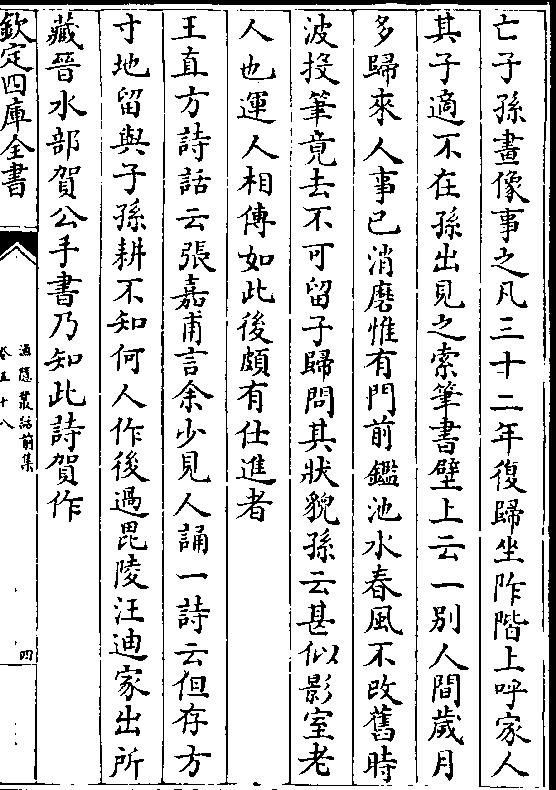 亡子孫畫像事之凡三十二年復歸坐阼階上呼家人
其子適不在孫出見之索筆書壁上云一別人間歲月
多歸來人事已消磨惟有門前鑑池水春風不改舊時
波投筆竟去不可留子歸問其狀貌孫云甚似影室老
人也運人相傳如此後頗有仕進者
王直方詩話云張嘉甫言余少見人誦一詩云但存方
寸地留與子孫耕不知何人作後過毘陵汪迪家出所
藏晉水部賀公手書乃知此詩賀作
欽定四庫全書
漁隱叢話前集
卷五十八
四